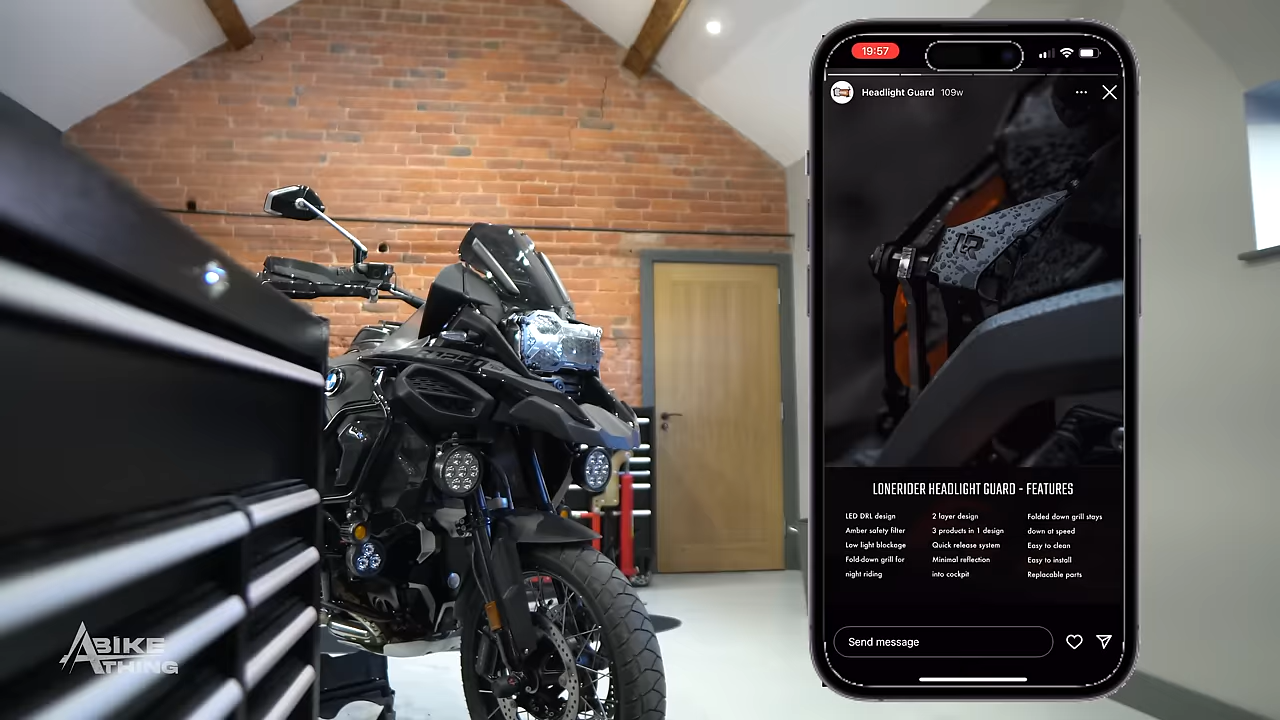 19:57
Headlight Guard 109w
LR
LONERIDER HEADLIGHT GUARD - FEATURES
LED DRL design
Amber safety filter
Low light blockage
Fold-down grill for
night riding
2 layer design
3 products in 1 design
Quick release system
Minimal reflection
into cockpit
Folded down grill stays
down at speed
Easy to clean
Easy to install
Replaceable parts
Send message
R1250GS
ABIKE
THING